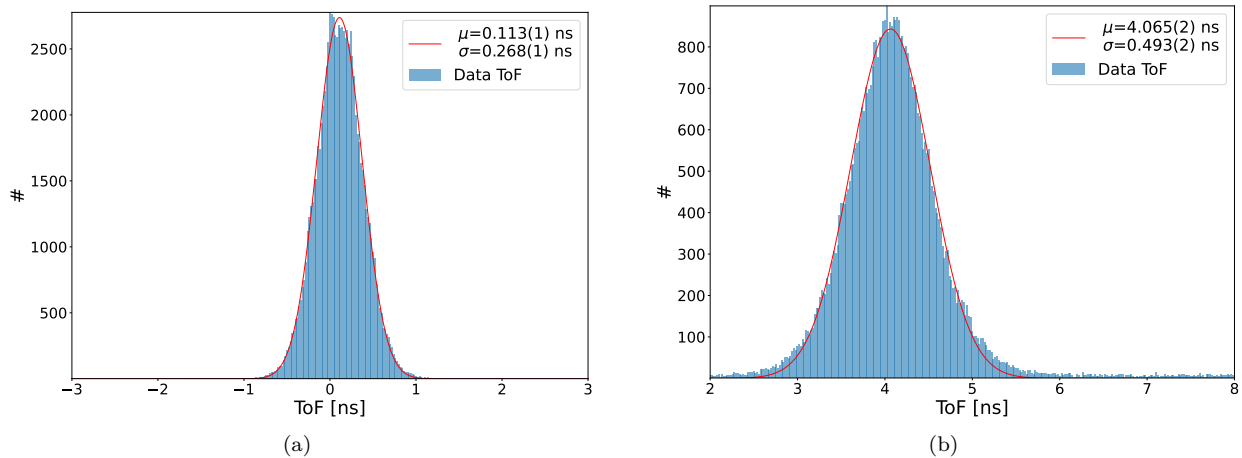 μ=0.113(1) ns
σ=0.268(1) ns
Data ToF
2500
2000
1500
1000
500
#
−3
−2
−1
0
1
2
3
ToF [ns]
(a)
μ=4.065(2) ns
σ=0.493(2) ns
Data ToF
800
700
600
500
400
300
200
100
#
2
3
4
5
6
7
8
ToF [ns]
(b)